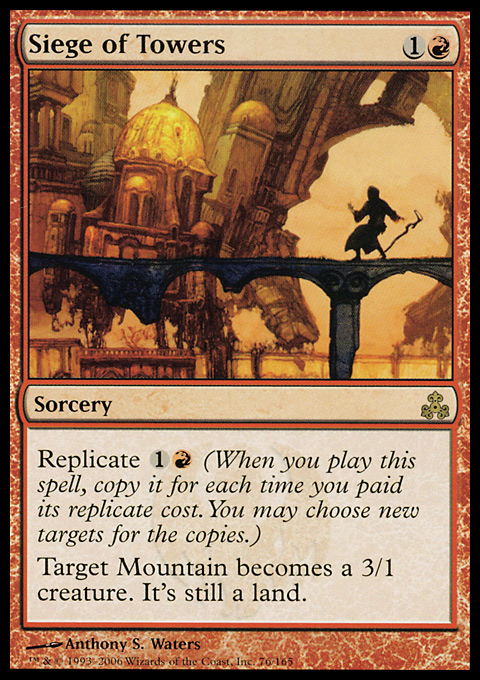 Siege of Towers 1
Sorcery
Replicate 1 (When you play this
spell, copy it for each time you paid
its replicate cost. You may choose new
targets for the copies.)
Target Mountain becomes a 3/1
creature. It's still a land.
Anthony S. Waters
™ & © 1993-2006 Wizards of the Coast, Inc. 76/165